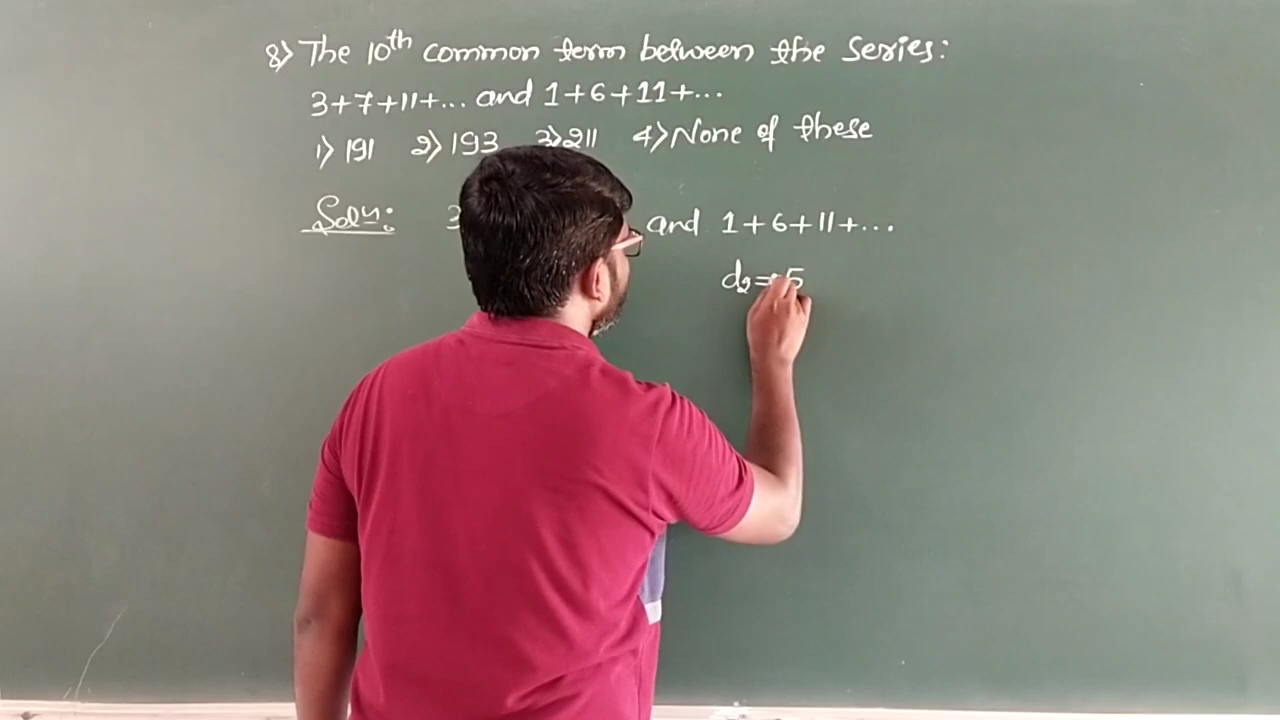 8) The 10th common term between the series:
3+7+11+... and 1+6+11+...
1) 191 2) 193 3) 211 4) None of these
Soln: 3 and 1+6+11+...
d2=5